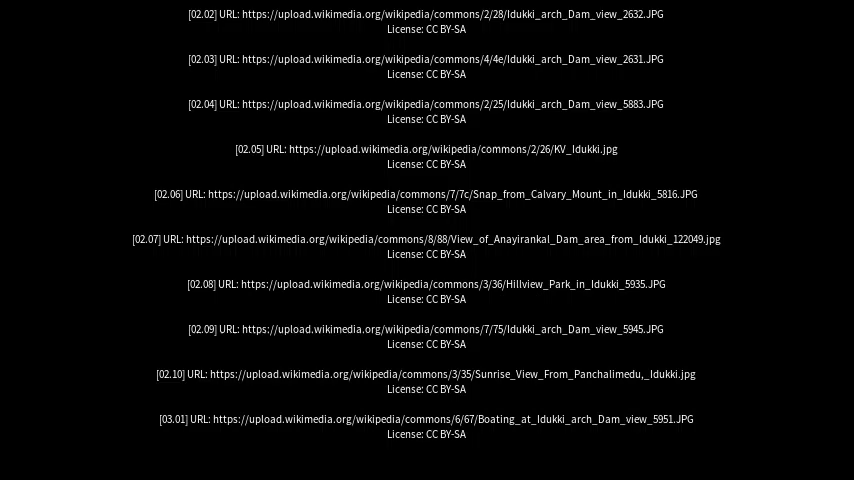 [02.02] URL: https://upload.wikimedia.org/wikipedia/commons/2/28/Idukki_arch_Dam_view_2632.JPG
License: CC BY-SA
[02.03] URL: https://upload.wikimedia.org/wikipedia/commons/4/4e/Idukki_arch_Dam_view_2631.JPG
License: CC BY-SA
[02.04] URL: https://upload.wikimedia.org/wikipedia/commons/2/25/Idukki_arch_Dam_view_5883.JPG
License: CC BY-SA
[02.05] URL: https://upload.wikimedia.org/wikipedia/commons/2/26/KV_Idukki.jpg
License: CC BY-SA
[02.06] URL: https://upload.wikimedia.org/wikipedia/commons/7/7c/Snap_from_Calvary_Mount_in_Idukki_5816.JPG
License: CC BY-SA
[02.07] URL: https://upload.wikimedia.org/wikipedia/commons/8/88/View_of_Anayirankal_Dam_area_from_Idukki_122049.jpg
License: CC BY-SA
[02.08] URL: https://upload.wikimedia.org/wikipedia/commons/3/36/Hillview_Park_in_Idukki_5935.JPG
License: CC BY-SA
[02.09] URL: https://upload.wikimedia.org/wikipedia/commons/7/75/Idukki_arch_Dam_view_5945.JPG
License: CC BY-SA
[02.10] URL: https://upload.wikimedia.org/wikipedia/commons/3/35/Sunrise_View_From_Panchalimedu,_Idukki.jpg
License: CC BY-SA
[03.01] URL: https://upload.wikimedia.org/wikipedia/commons/6/67/Boating_at_Idukki_arch_Dam_view_5951.JPG
License: CC BY-SA